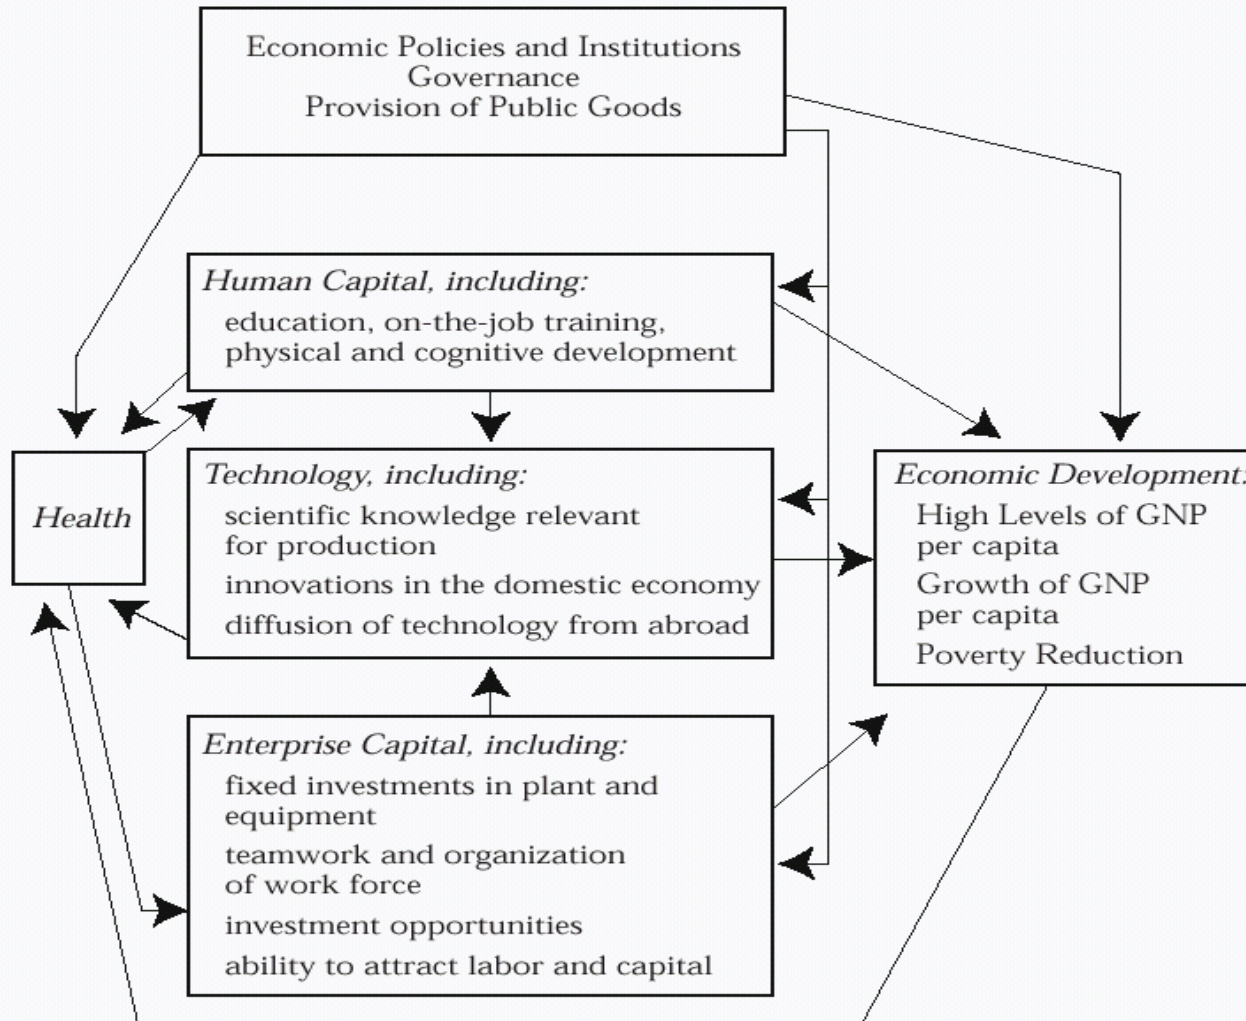 Economic Policies and Institutions
Governance
Provision of Public Goods
Human Capital, including:
education, on-the-job training,
physical and cognitive development
Health
Technology, including:
scientific knowledge relevant
for production
innovations in the domestic economy
diffusion of technology from abroad
Economic Development:
High Levels of GNP
per capita
Growth of GNP
per capita
Poverty Reduction
Enterprise Capital, including:
fixed investments in plant and
equipment
teamwork and organization
of work force
investment opportunities
ability to attract labor and capital